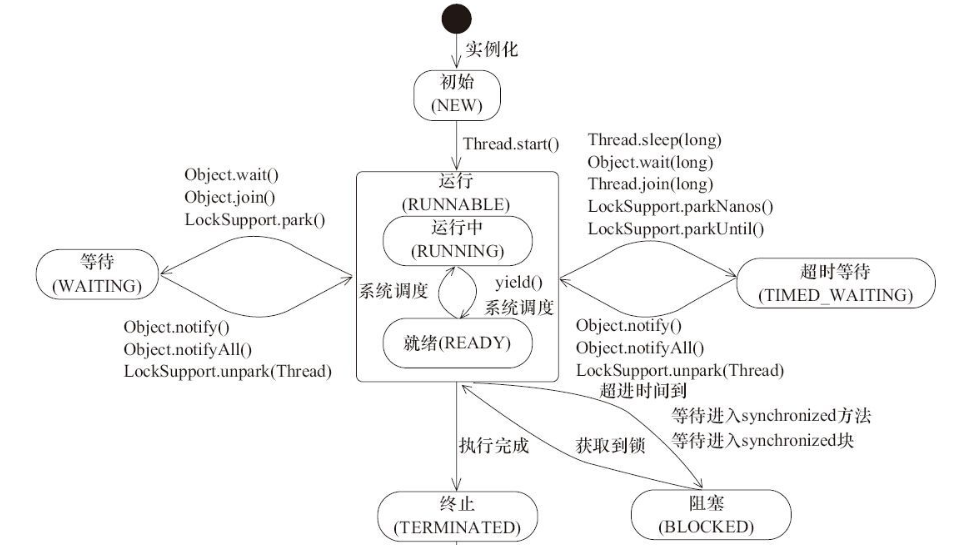 实例化
初始
(NEW)
Thread.start()
Object.wait()
Object.join()
LockSupport.park()
Thread.sleep(long)
Object.wait(long)
Thread.join(long)
LockSupport.parkNanos()
LockSupport.parkUntil()
运行
(RUNNABLE)
运行中
(RUNNING)
系统调度
yield()
系统调度
就绪(READY)
等待
(WAITING)
超时等待
(TIMED_WAITING)
Object.notify()
Object.notifyAll()
LockSupport.unpark(Thread)
Object.notify()
Object.notifyAll()
LockSupport.unpark(Thread)
超进时间到
等待进入synchronized方法
等待进入synchronized块
执行完成
获取到锁
终止
(TERMINATED)
阻塞
(BLOCKED)